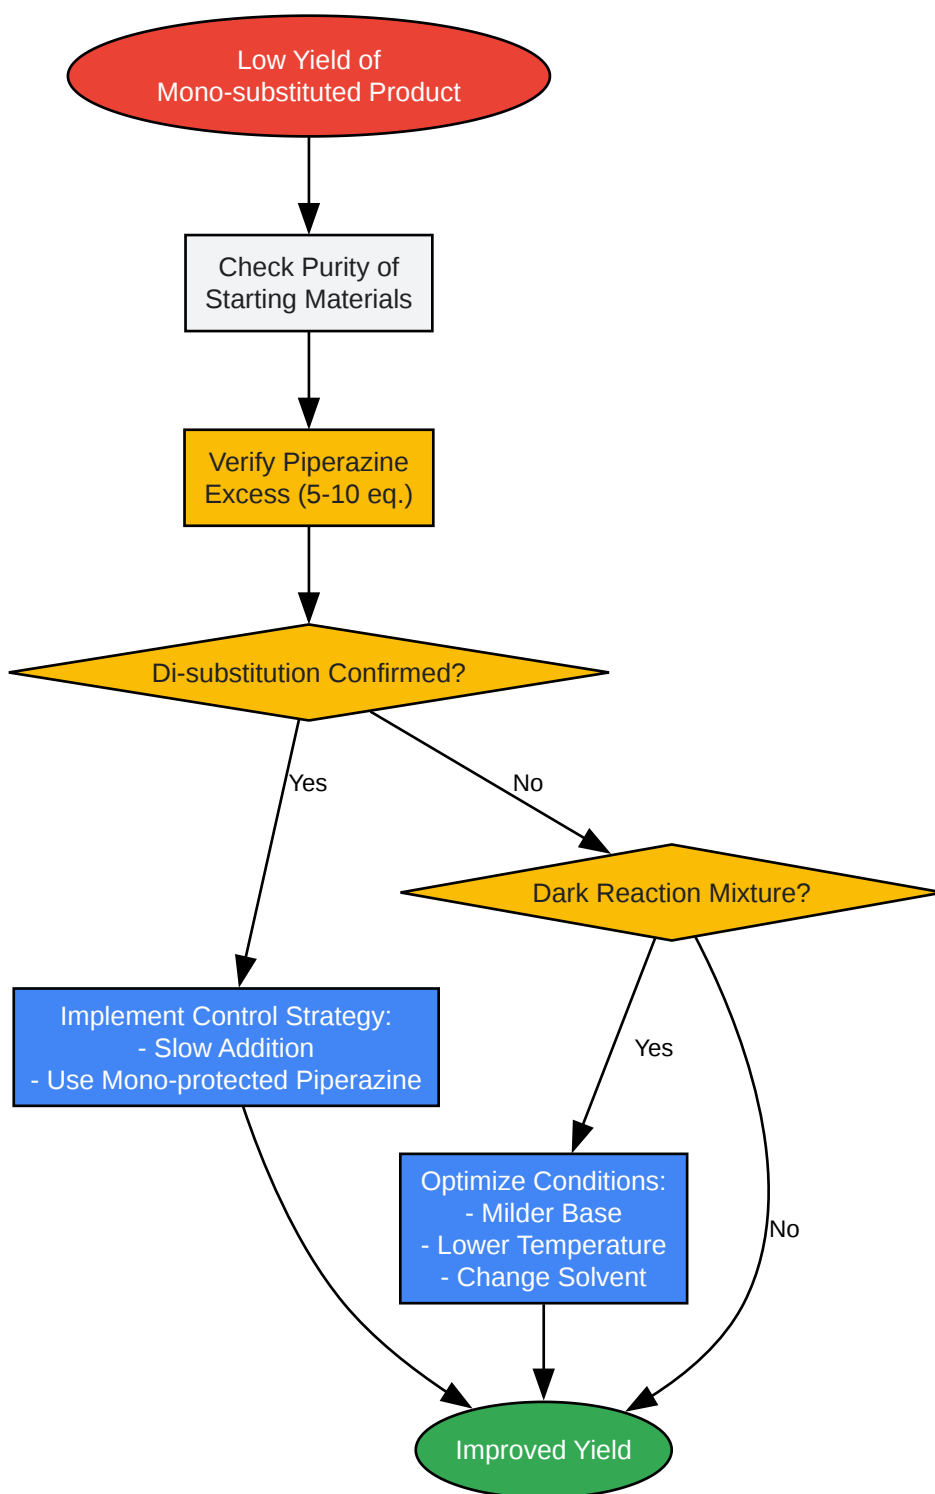 Low Yield of
Mono-substituted Product
Check Purity of
Starting Materials
Verify Piperazine
Excess (5-10 eq.)
Di-substitution Confirmed?
Yes
No
Dark Reaction Mixture?
Implement Control Strategy:
- Slow Addition
- Use Mono-protected Piperazine
Yes
Optimize Conditions:
- Milder Base
- Lower Temperature
- Change Solvent
No
Improved Yield